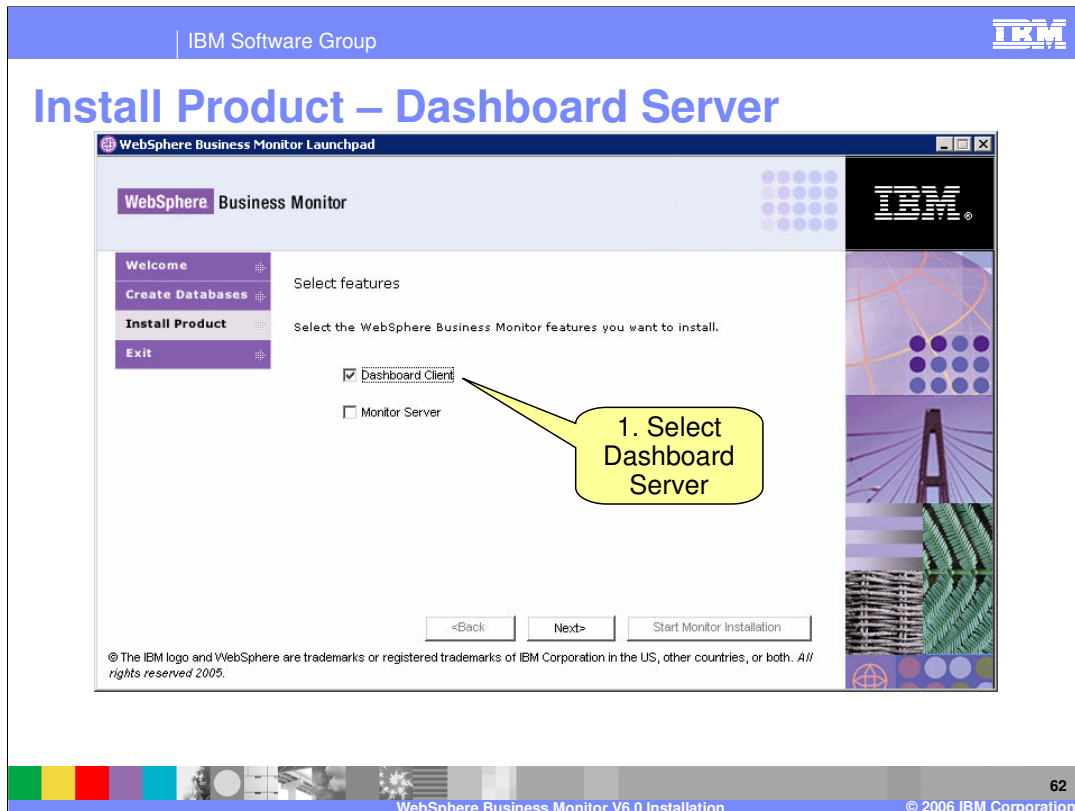 IBM Software Group
IBM
Install Product – Dashboard Server
WebSphere Business Monitor Launchpad
WebSphere Business Monitor
IBM®
Welcome
Create Databases
Install Product
Exit
Select features
Select the WebSphere Business Monitor features you want to install.
Dashboard Client
Monitor Server
1. Select
Dashboard
Server
<Back
Next>
Start Monitor Installation
© The IBM logo and WebSphere are trademarks or registered trademarks of IBM Corporation in the US, other countries, or both. All
rights reserved 2005.
62
WebSphere Business Monitor V6.0 Installation
© 2006 IBM Corporation